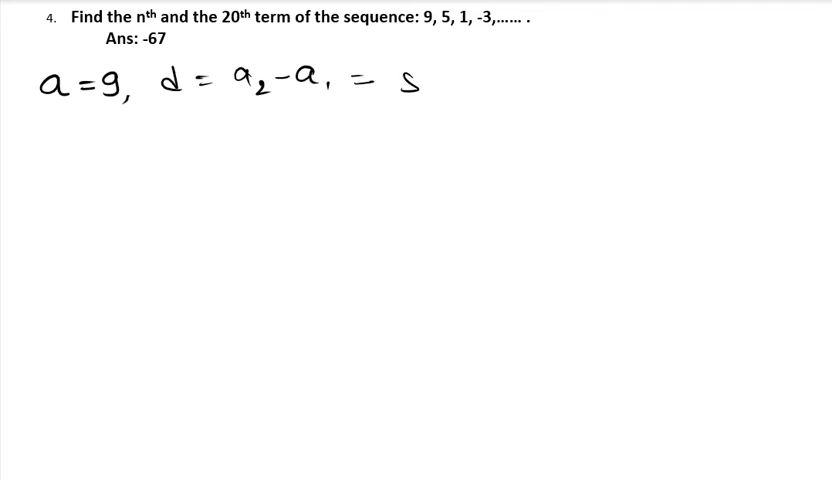 4. Find the nth and the 20th term of the sequence: 9, 5, 1, -3,...... .
Ans: -67
a = 9, d = a₂ - a₁ = 5